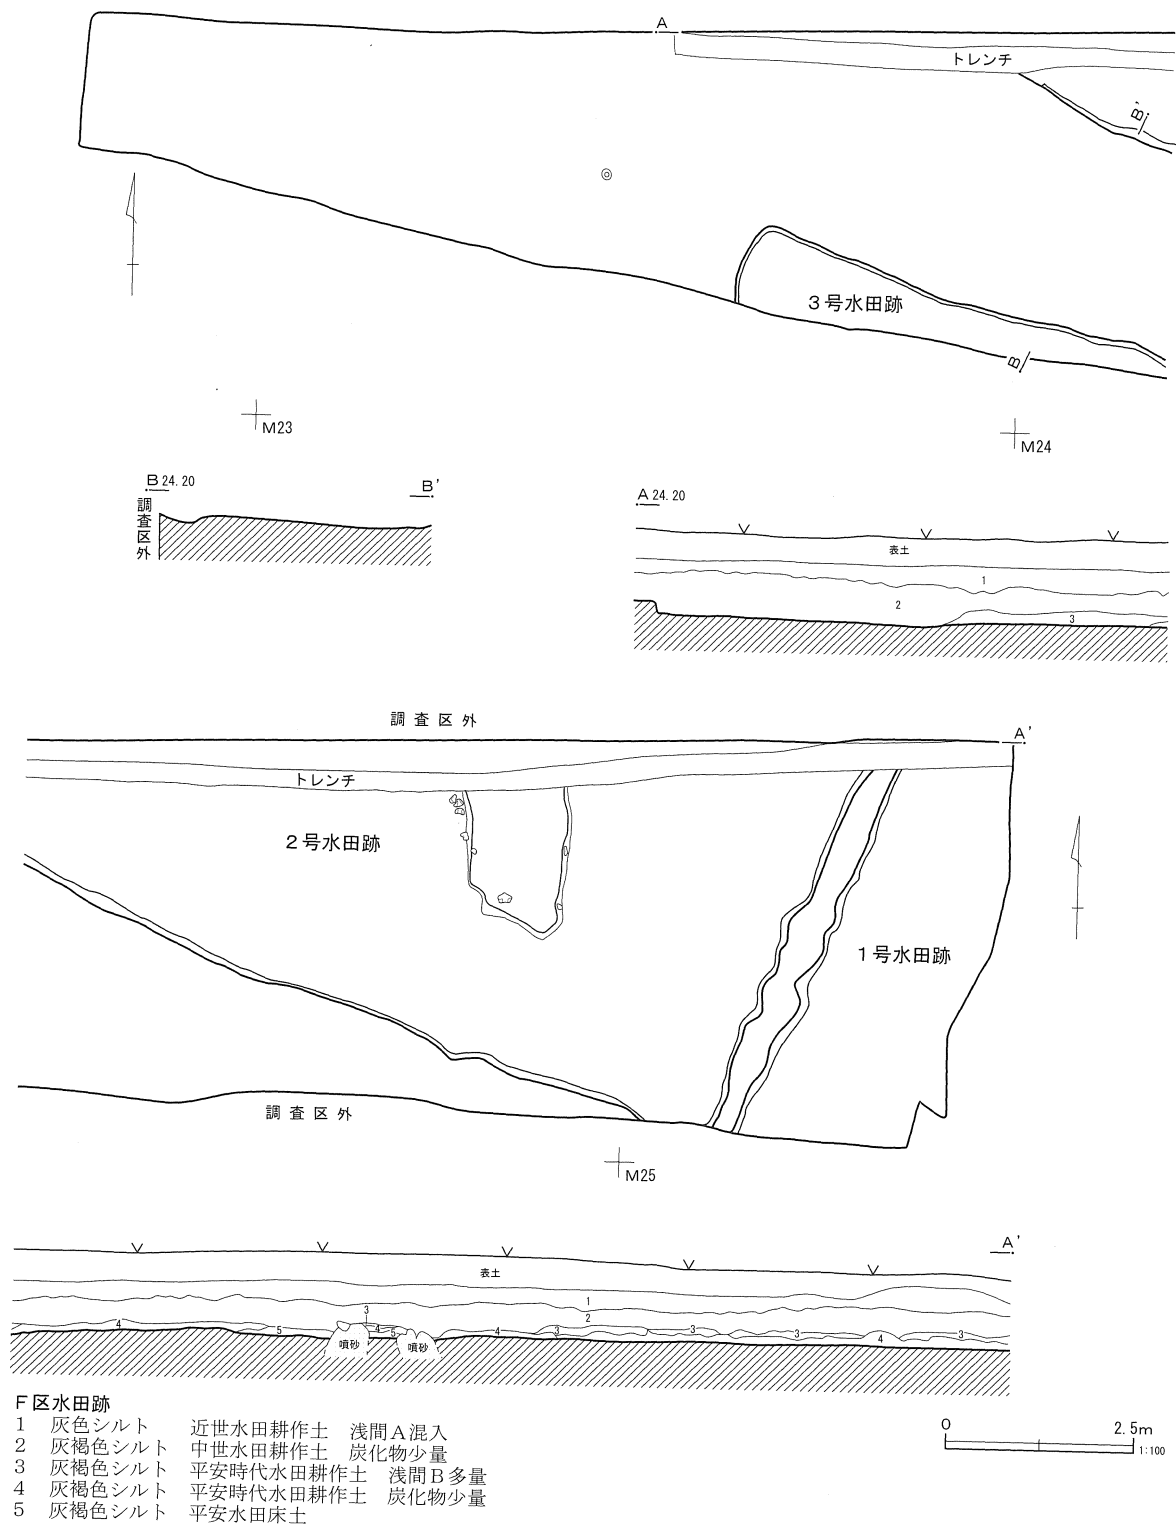 A
トレンチ
B'
3号水田跡
B
M23
M24
B 24.20
B'
調査区外
A 24.20
表土
1
2
3
調査区外
A'
トレンチ
2号水田跡
1号水田跡
調査区外
M25
A'
表土
1
2
3
4
5
4
5
4
3
3
3
4
3
噴砂
噴砂
F区水田跡
1 灰色シルト 近世水田耕作土 浅間A混入
2 灰褐色シルト 中世水田耕作土 炭化物少量
3 灰褐色シルト 平安時代水田耕作土 浅間B多量
4 灰褐色シルト 平安時代水田耕作土 炭化物少量
5 灰褐色シルト 平安水田床土
0 2.5m
1:100